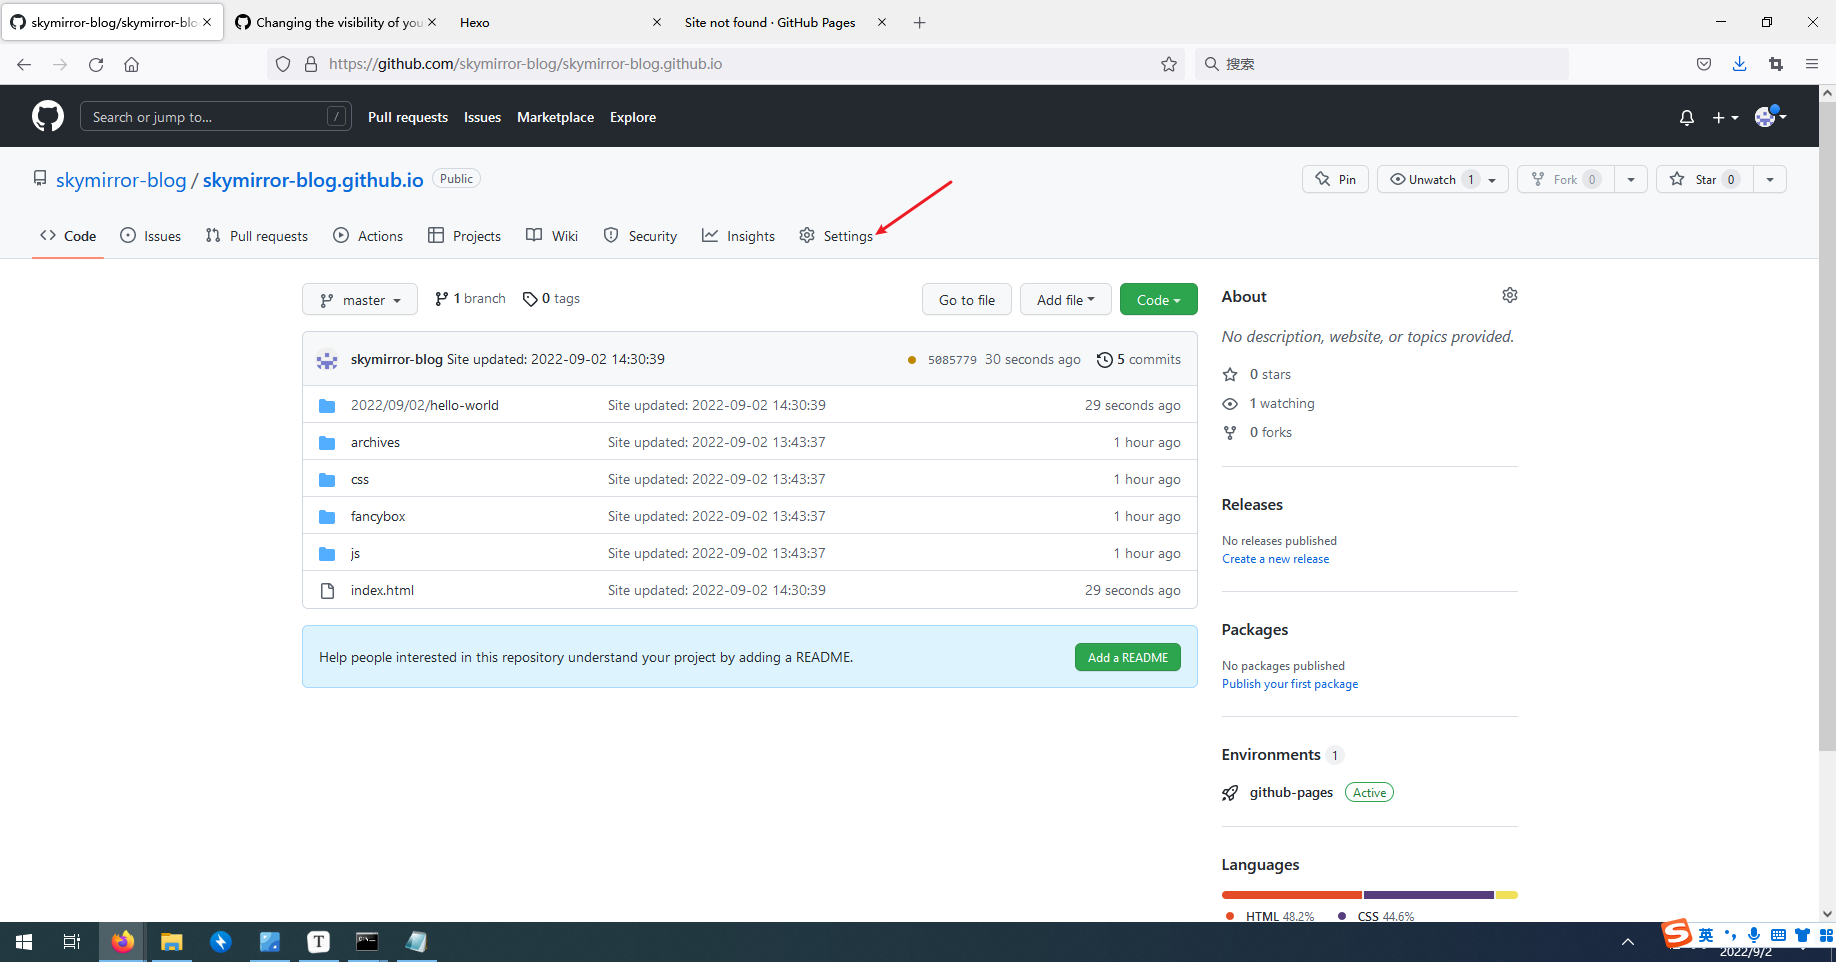 skymirror-blog/skymirror-blo
Changing the visibility of you
Hexo
Site not found · GitHub Pages
https://github.com/skymirror-blog/skymirror-blog.github.io
搜索
Search or jump to...
/
Pull requests Issues Marketplace Explore
skymirror-blog / skymirror-blog.github.io Public
Pin
Unwatch 1
Fork 0
Star 0
Code Issues Pull requests Actions Projects Wiki Security Insights Settings
master 1 branch 0 tags
Go to file Add file Code
skymirror-blog Site updated: 2022-09-02 14:30:39 5085779 30 seconds ago 5 commits
2022/09/02/hello-world Site updated: 2022-09-02 14:30:39 29 seconds ago
archives Site updated: 2022-09-02 13:43:37 1 hour ago
css Site updated: 2022-09-02 13:43:37 1 hour ago
fancybox Site updated: 2022-09-02 13:43:37 1 hour ago
js Site updated: 2022-09-02 13:43:37 1 hour ago
index.html Site updated: 2022-09-02 14:30:39 29 seconds ago
Help people interested in this repository understand your project by adding a README.
Add a README
About
No description, website, or topics provided.
0 stars
1 watching
0 forks
Releases
No releases published
Create a new release
Packages
No packages published
Publish your first package
Environments 1
github-pages Active
Languages
HTML 48.2% CSS 44.6%
T
S
英
2022/9/2